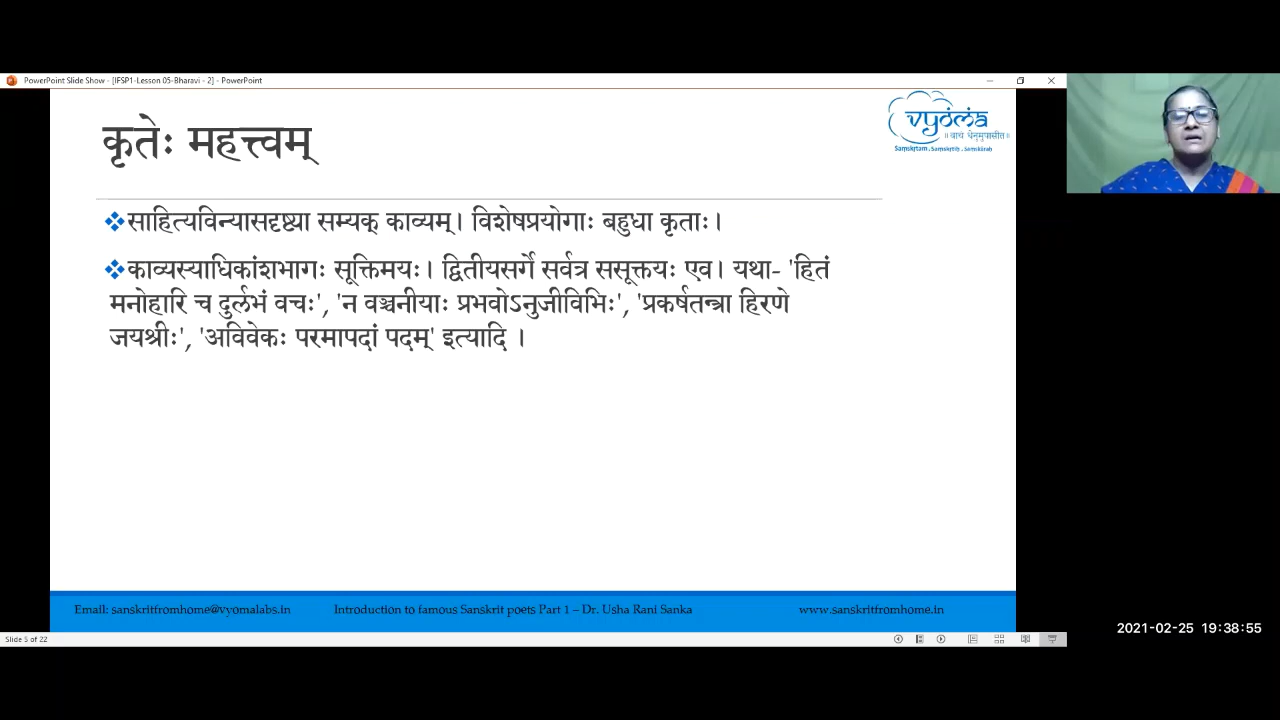 PowerPoint Slide Show - [IFSP1-Lesson 05-Bharavi - 2] - PowerPoint
कृतेः महत्त्वम्
vyoma
॥ वाचं धेनुमुपासीत ॥
Samskrtam . Samskrtih . Samskarah
साहित्यविन्यासदृष्ट्या सम्यक् काव्यम्। विशेषप्रयोगाः बहुधा कृताः।
काव्यस्याधिकांशभागः सूक्तिमयः। द्वितीयसर्गे सर्वत्र ससूक्तयः एव। यथा- 'हितं
मनोहारि च दुर्लभं वचः', 'न वञ्चनीयाः प्रभवोऽनुजीविभिः', 'प्रकर्षतन्त्रा हिरणे
जयश्रीः', 'अविवेकः परमापदां पदम्' इत्यादि ।
Email: sanskritfromhome@vyomalabs.in Introduction to famous Sanskrit poets Part 1 – Dr. Usha Rani Sanka www.sanskritfromhome.in
Slide 5 of 22
2021-02-25 19:38:55